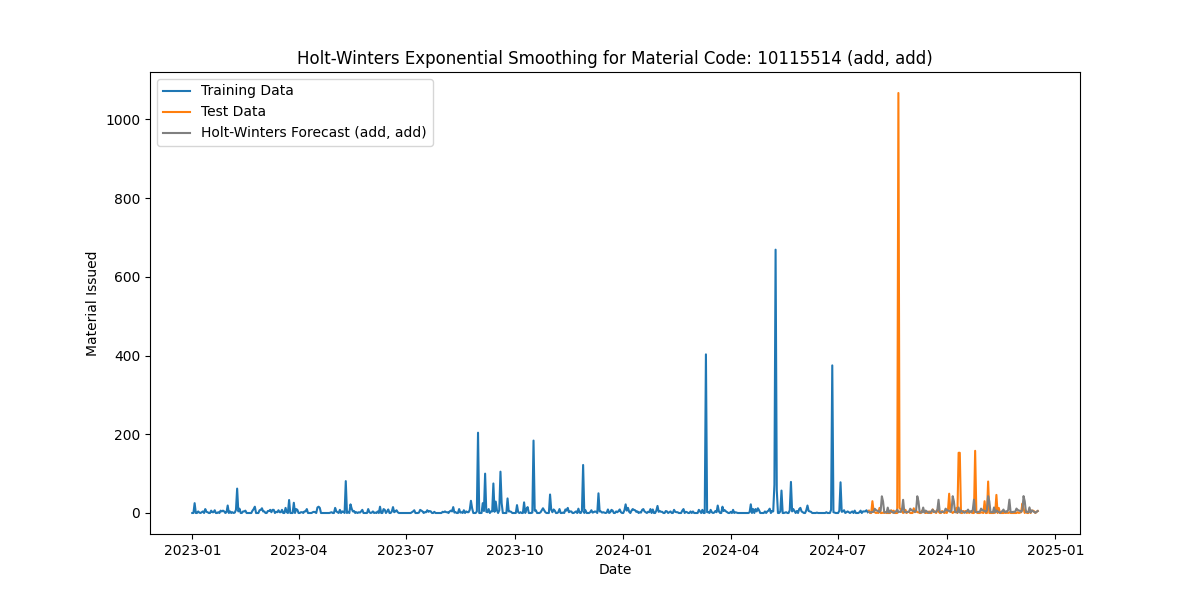 Holt-Winters Exponential Smoothing for Material Code: 10115514 (add, add)
Training Data
Test Data
Holt-Winters Forecast (add, add)
Material Issued
1000
800
600
400
200
0
2023-01 2023-04 2023-07 2023-10 2024-01 2024-04 2024-07 2024-10 2025-01
Date